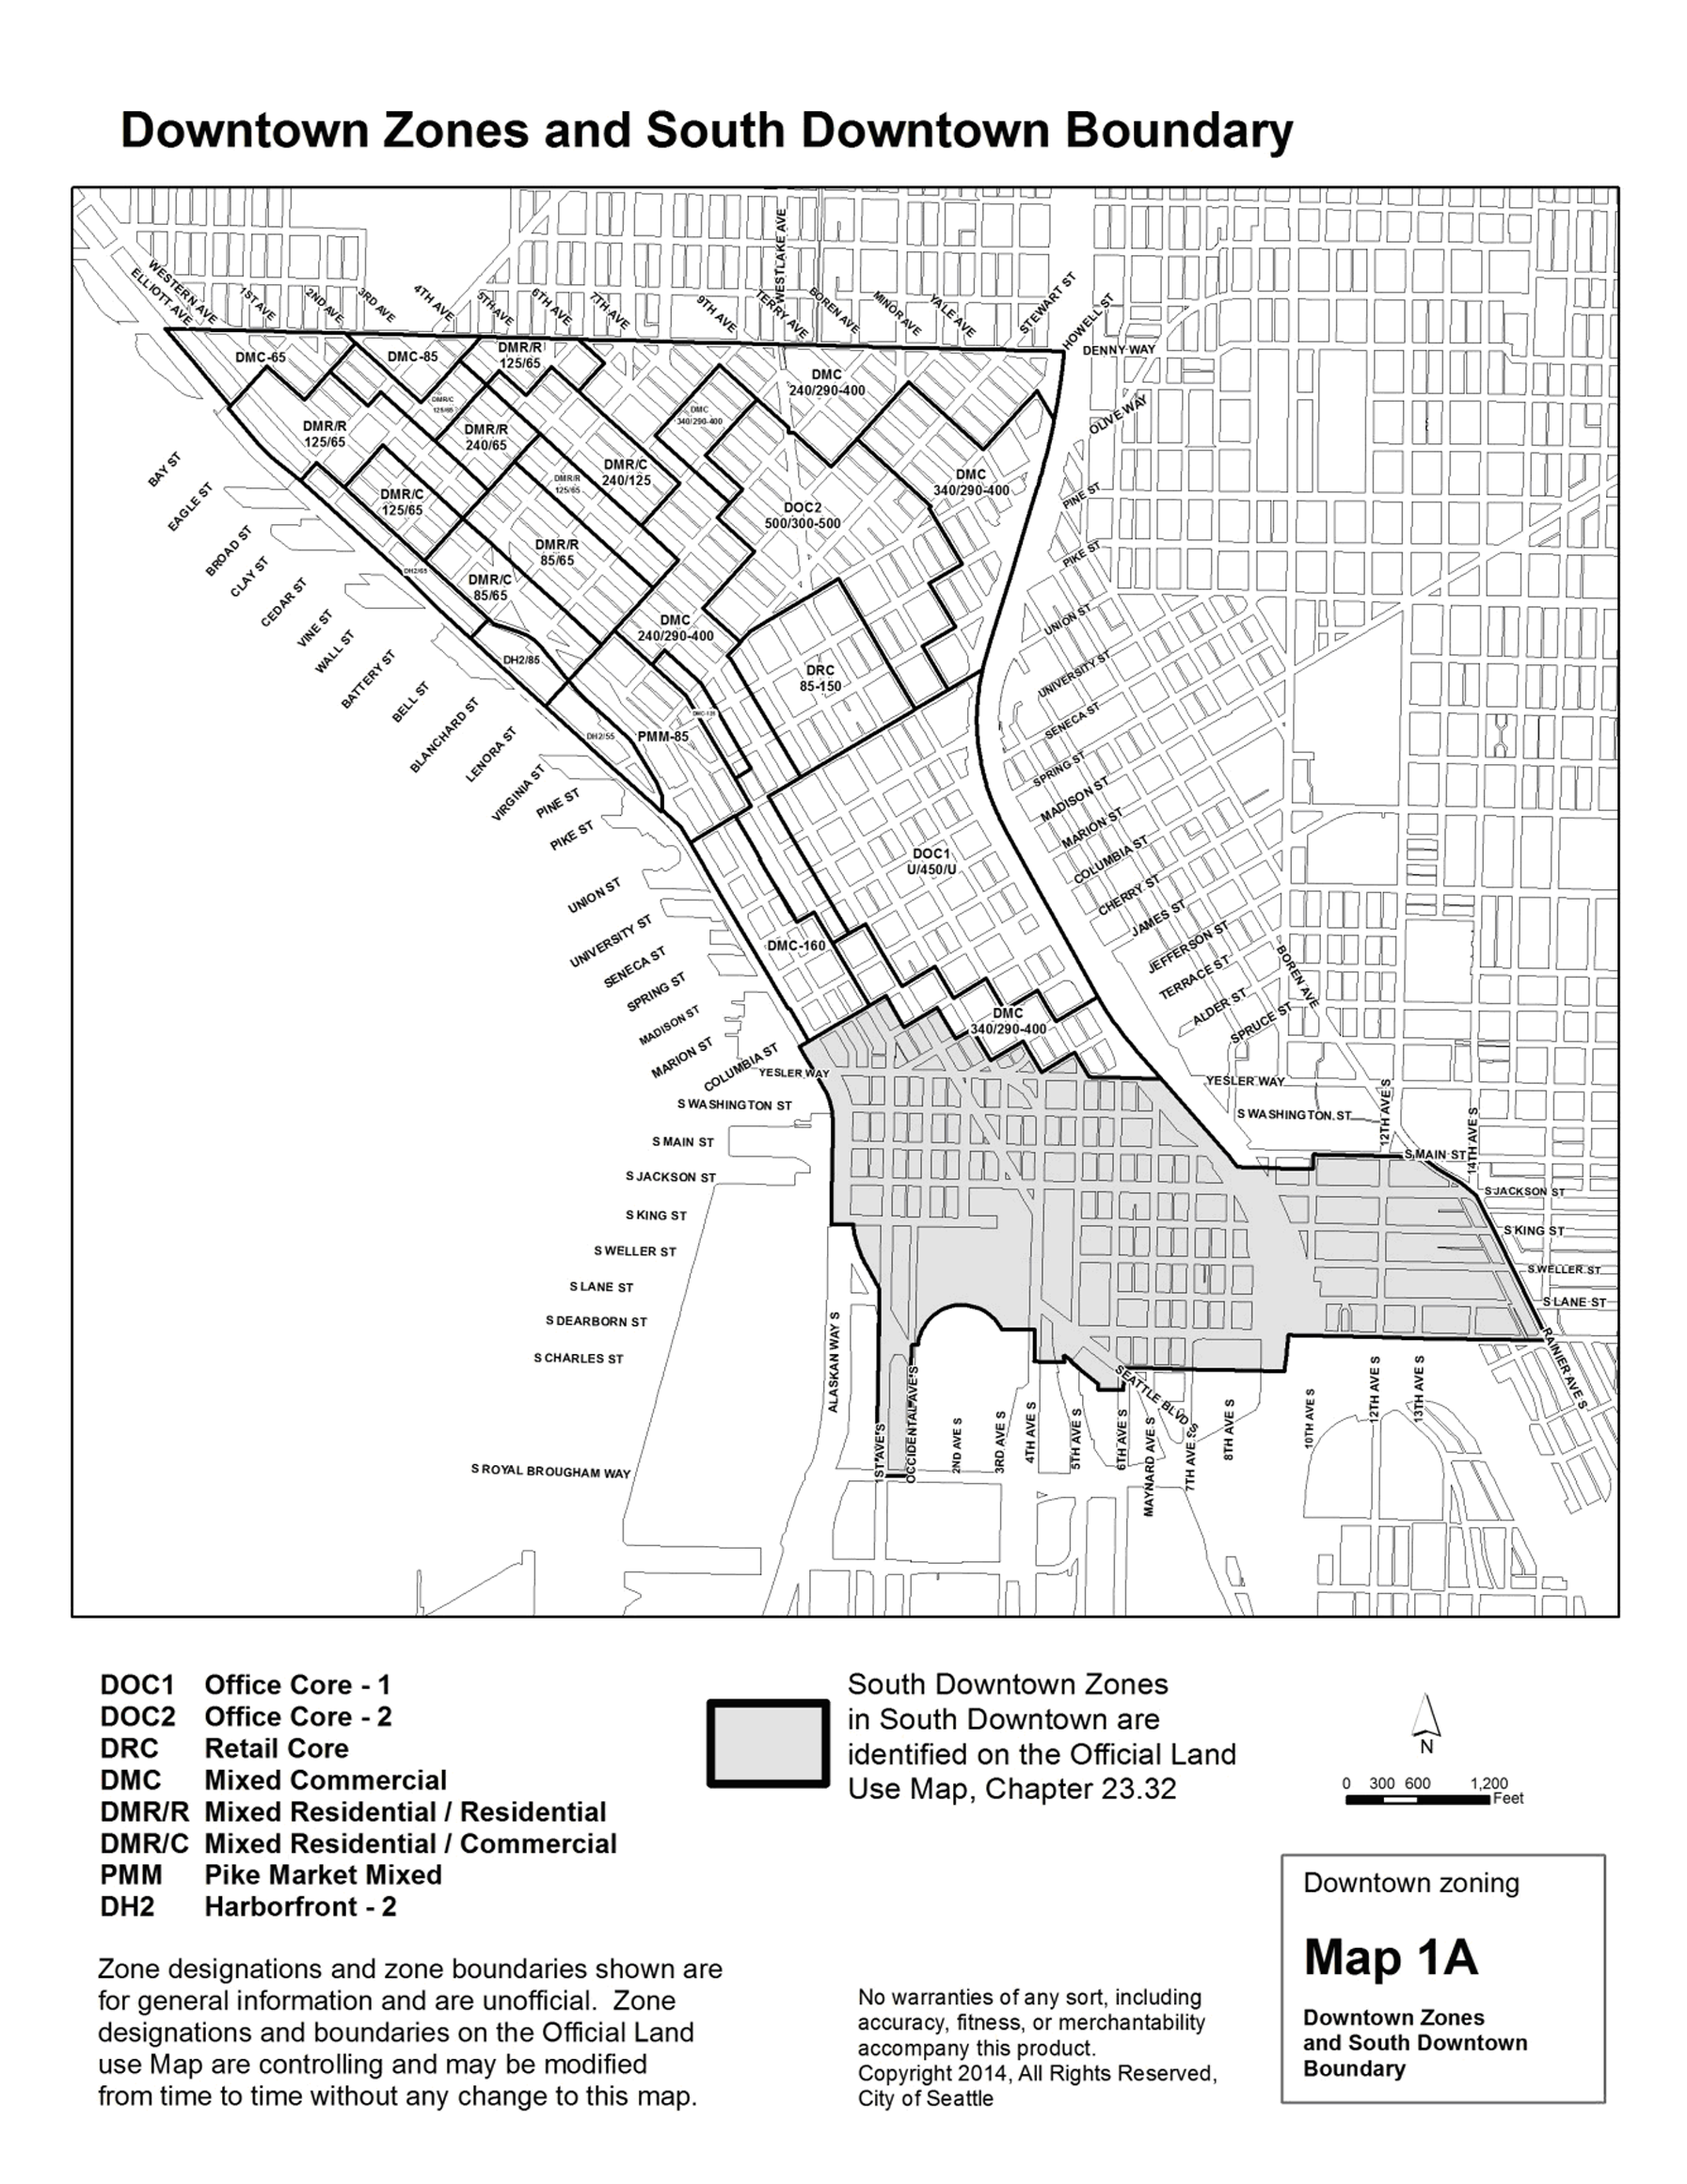 Downtown Zones and South Downtown Boundary
WESTERN AVE
ELLIOTT AVE
1ST AVE
2ND AVE
3RD AVE
4TH AVE
5TH AVE
6TH AVE
7TH AVE
9TH AVE
WESTLAKE AVE
TERRY AVE
BOREN AVE
MINOR AVE
YALE AVE
STEWART ST
HOWELL ST
DENNY WAY
OLIVE WAY
PINE ST
PIKE ST
UNION ST
UNIVERSITY ST
SENECA ST
SPRING ST
MADISON ST
MARION ST
COLUMBIA ST
CHERRY ST
JAMES ST
JEFFERSON ST
TERRACE ST
ALDER ST
SPRUCE ST
BOREN AVE
YESLER WAY
S WASHINGTON ST
12TH AVE S
14TH AVE S
S MAIN ST
S JACKSON ST
S KING ST
S WELLER ST
S LANE ST
RAINIER AVE S
DMC-65
DMC-85
DMR/R
125/65
DMR/C
125/65
DMR/R
125/65
DMR/R
240/65
DMR/C
240/125
DMR/R
125/65
DMR/C
125/65
DMR/R
85/65
DMR/C
85/65
DH2/65
DH2/85
DH2/55
PMM-85
DMC
240/290-400
DMC
340/290-400
DMC
240/290-400
DMC
340/290-400
DOC2
500/300-500
DRC
85-150
DOC1
U/450/U
DMC-160
DMC
340/290-400
BAY ST
EAGLE ST
BROAD ST
CLAY ST
CEDAR ST
VINE ST
WALL ST
BATTERY ST
BELL ST
BLANCHARD ST
LENORA ST
VIRGINIA ST
PINE ST
PIKE ST
UNION ST
UNIVERSITY ST
SENECA ST
SPRING ST
MADISON ST
MARION ST
COLUMBIA ST
YESLER WAY
S WASHINGTON ST
S MAIN ST
S JACKSON ST
S KING ST
S WELLER ST
S LANE ST
S DEARBORN ST
S CHARLES ST
S ROYAL BROUGHAM WAY
ALASKAN WAY S
1ST AVE S
OCCIDENTAL AVE S
2ND AVE S
3RD AVE S
4TH AVE S
5TH AVE S
6TH AVE S
MAYNARD AVE S
SEATTLE BLVD S
7TH AVE S
8TH AVE S
10TH AVE S
12TH AVE S
13TH AVE S
DOC1 Office Core - 1
DOC2 Office Core - 2
DRC Retail Core
DMC Mixed Commercial
DMR/R Mixed Residential / Residential
DMR/C Mixed Residential / Commercial
PMM Pike Market Mixed
DH2 Harborfront - 2
South Downtown Zones
in South Downtown are
identified on the Official Land
Use Map, Chapter 23.32
N
0 300 600 1,200
Feet
Zone designations and zone boundaries shown are
for general information and are unofficial. Zone
designations and boundaries on the Official Land
use Map are controlling and may be modified
from time to time without any change to this map.
No warranties of any sort, including
accuracy, fitness, or merchantability
accompany this product.
Copyright 2014, All Rights Reserved,
City of Seattle
Downtown zoning
Map 1A
Downtown Zones
and South Downtown
Boundary